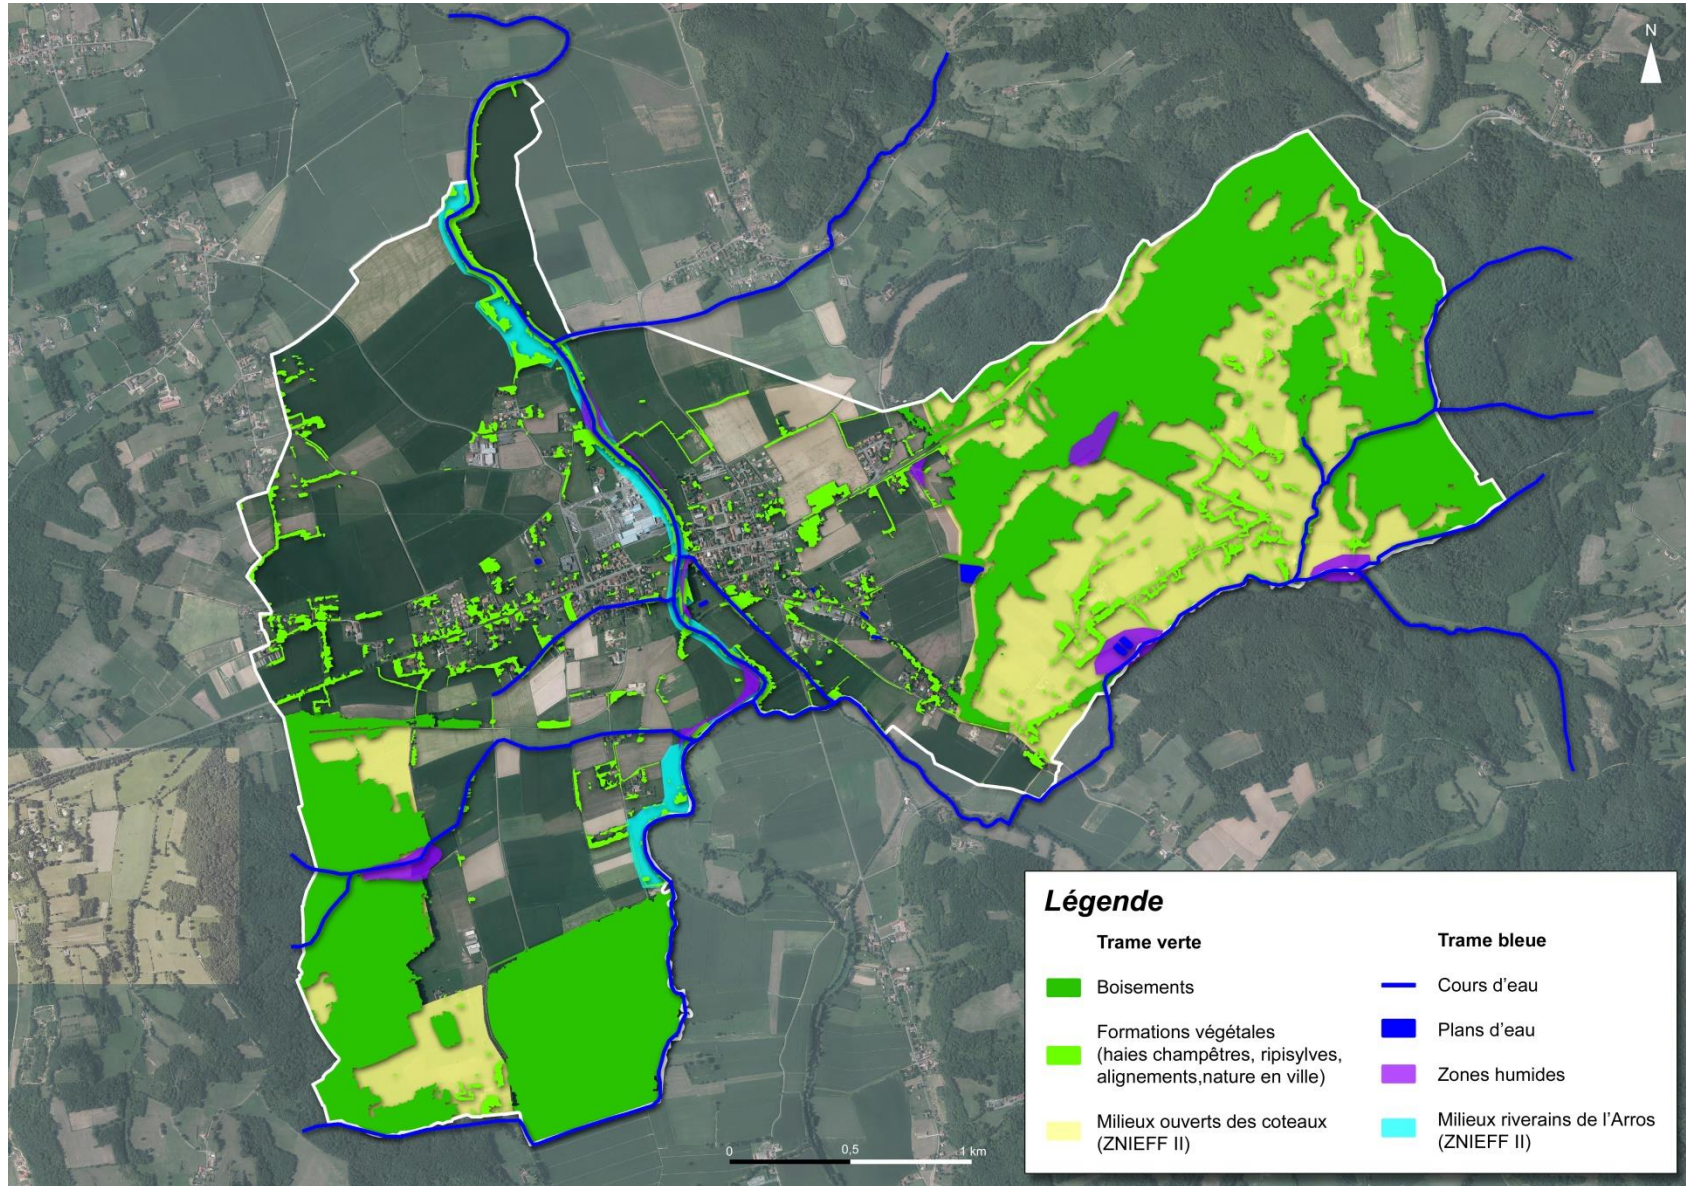 N
Légende
Trame verte
Boisements
Formations végétales
(haies champêtres, ripisylves,
alignements,nature en ville)
Milieux ouverts des coteaux
(ZNIEFF II)
Trame bleue
Cours d'eau
Plans d'eau
Zones humides
Milieux riverains de l'Arros
(ZNIEFF II)
0
0,5
1 km